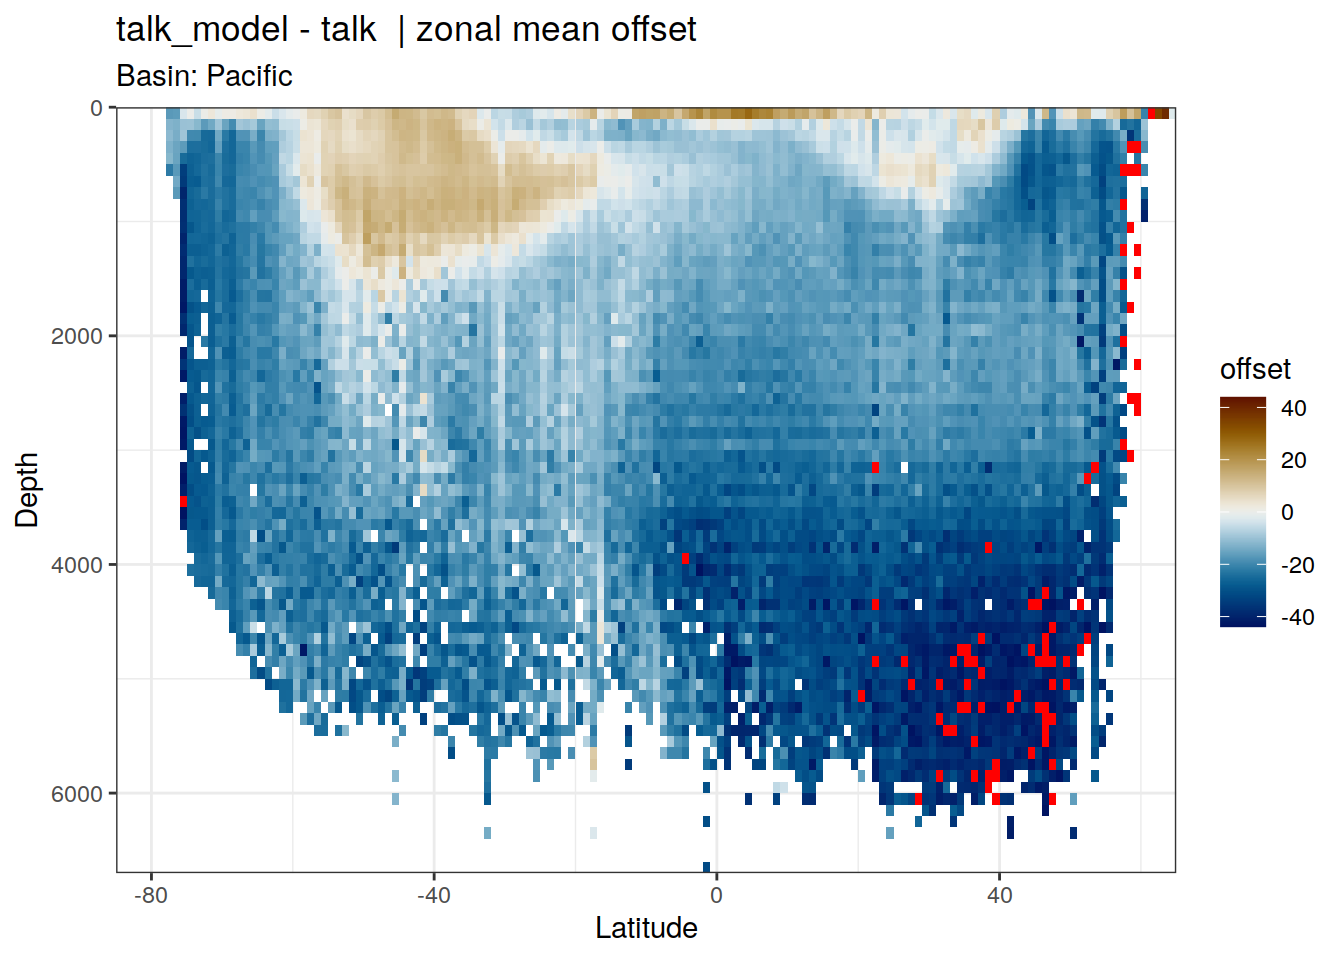 talk_model - talk  | zonal mean offset
Basin: Pacific
0
2000
4000
6000
Depth
-80
-40
0
40
Latitude
offset
40
20
0
-20
-40